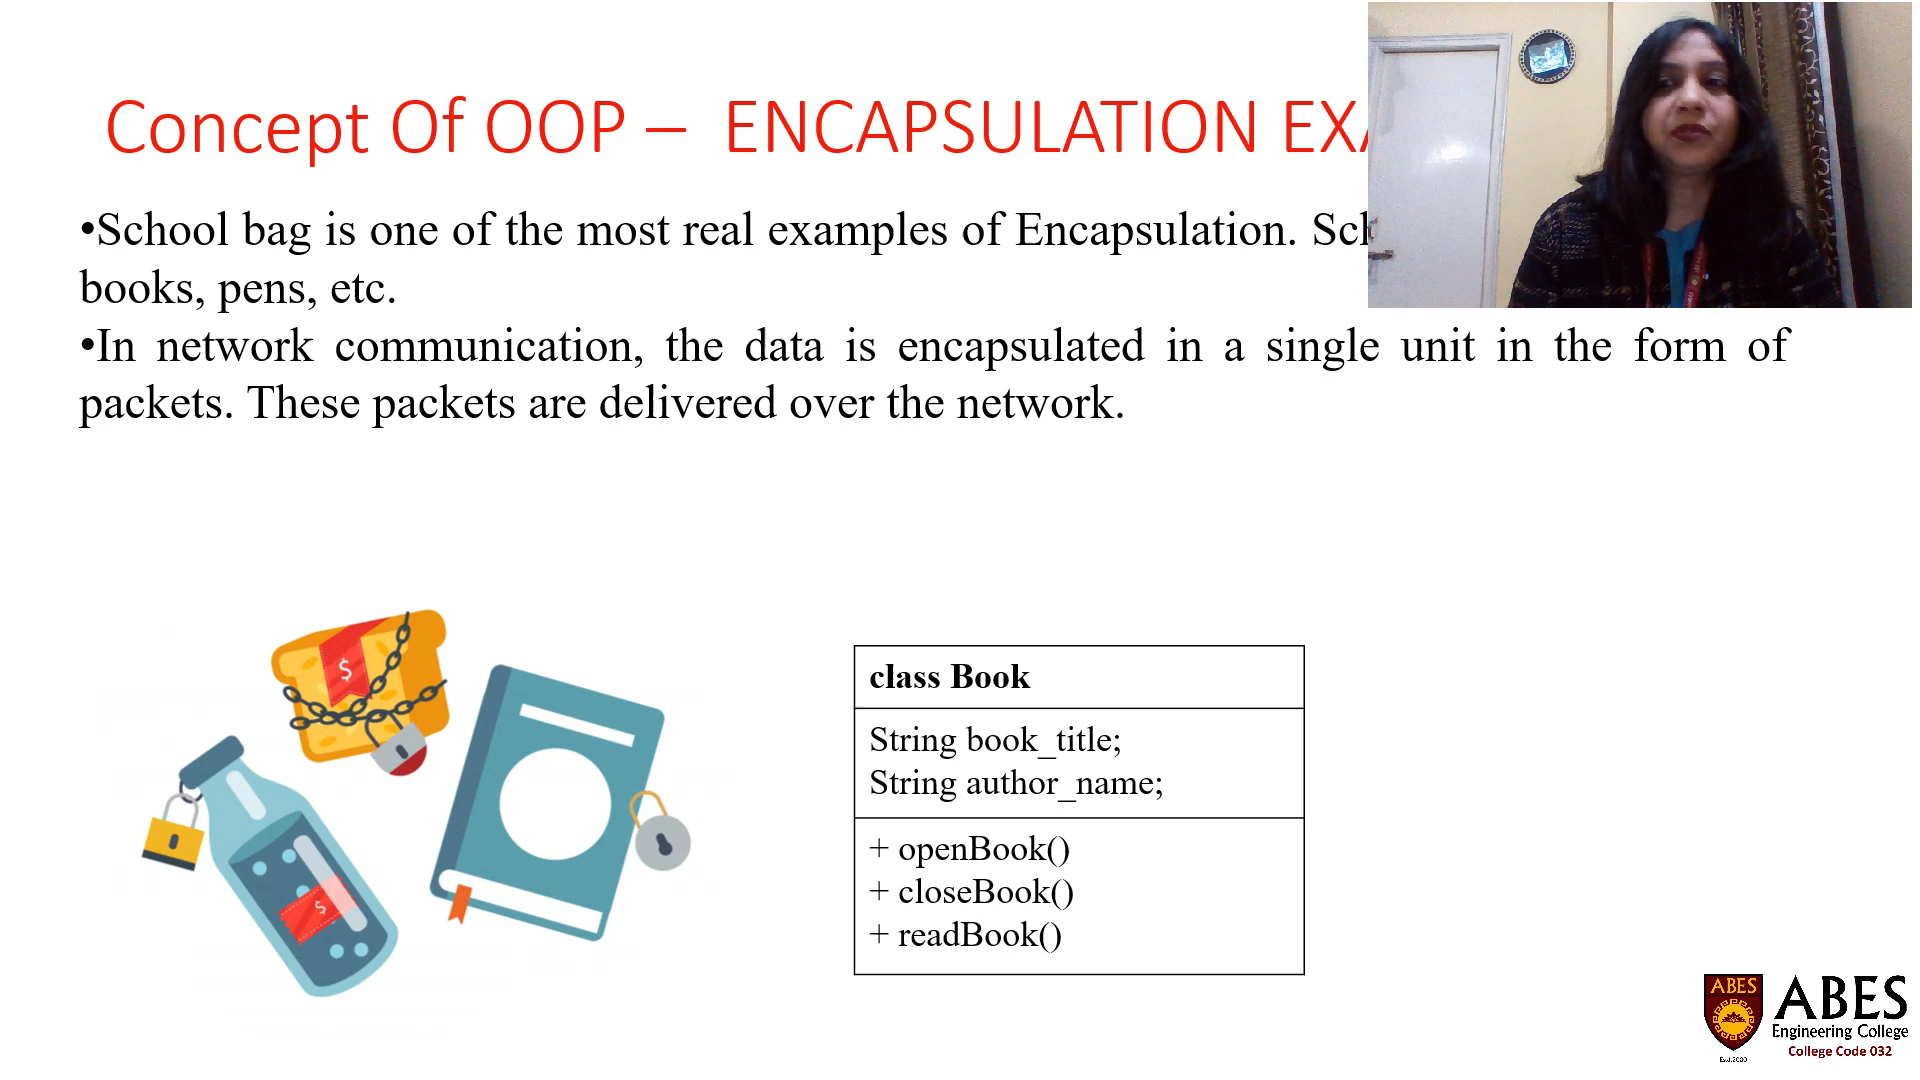 Concept Of OOP – ENCAPSULATION
•School bag is one of the most real examples of Encapsulation.
books, pens, etc.
•In network communication, the data is encapsulated in a single unit in the form of
packets. These packets are delivered over the network.
$
$
class Book
String book_title;
String author_name;
+ openBook()
+ closeBook()
+ readBook()
ABES
ABES
Engineering College
College Code 032
Estd.2000